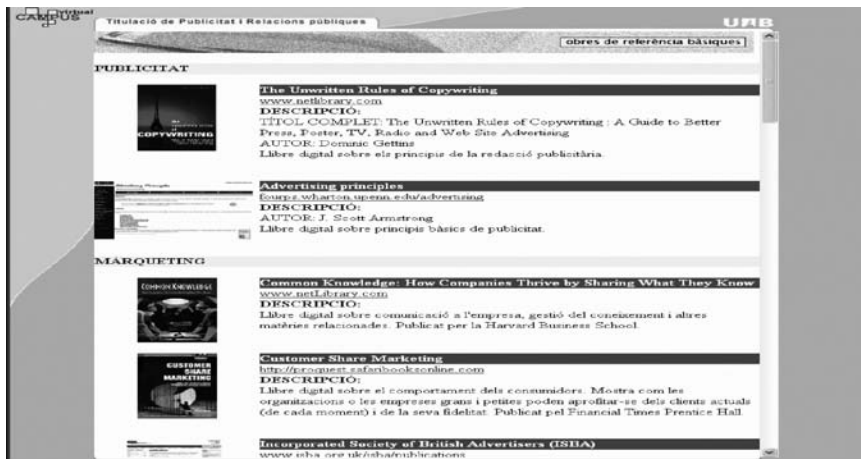 virtual
CAMPUS
Titulació de Publicitat i Relacions públiques
UAB
obres de referència bàsiques
PUBLICITAT
COPYWRITING
The Unwritten Rules of Copywriting
www.netlibrary.com
DESCRIPCIÓ:
TÍTOL COMPLET: The Unwritten Rules of Copywriting : A Guide to Better
Press, Poster, TV, Radio and Web Site Advertising
AUTOR: Dominic Gettins
Llibre digital sobre els principis de la redacció publicitària.
Advertising principles
fourps.wharton.upenn.edu/advertising
DESCRIPCIÓ:
AUTOR: J. Scott Armstrong
Llibre digital sobre principis bàsics de publicitat.
MÀRQUETING
COMMON KNOWLEDGE
Common Knowledge: How Companies Thrive by Sharing What They Know
www.netLibrary.com
DESCRIPCIÓ:
Llibre digital sobre comunicació a l'empresa, gestió del coneixement i altres
matèries relacionades. Publicat per la Harvard Business School.
CUSTOMER
SHARE
MARKETING
Customer Share Marketing
http://proquest.safaribooksonline.com
DESCRIPCIÓ:
Llibre digital sobre el comportament dels consumidors. Mostra com les
organitzacions o les empreses grans i petites poden aprofitar-se dels clients actuals
(de cada moment) i de la seva fidelitat. Publicat pel Financial Times Prentice Hall.
Incorporated Society of British Advertisers (ISBA)
www.isba.org.uk/isba/publications